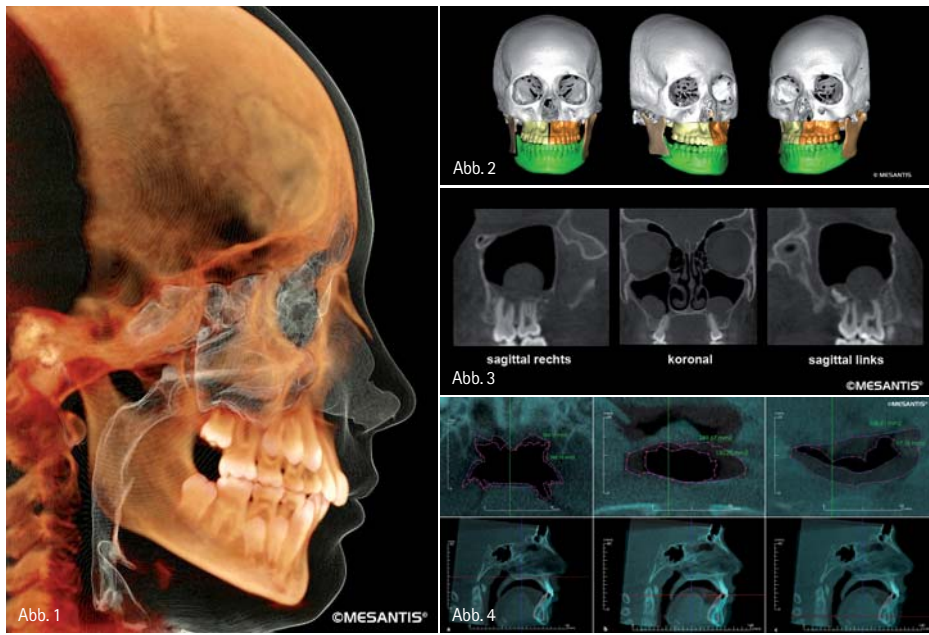 Abb. 1
©MESANTIS®
Abb. 2
© MESANTIS
sagittal rechts
koronal
sagittal links
Abb. 3
©MESANTIS®
©MESANTIS®
Abb. 4